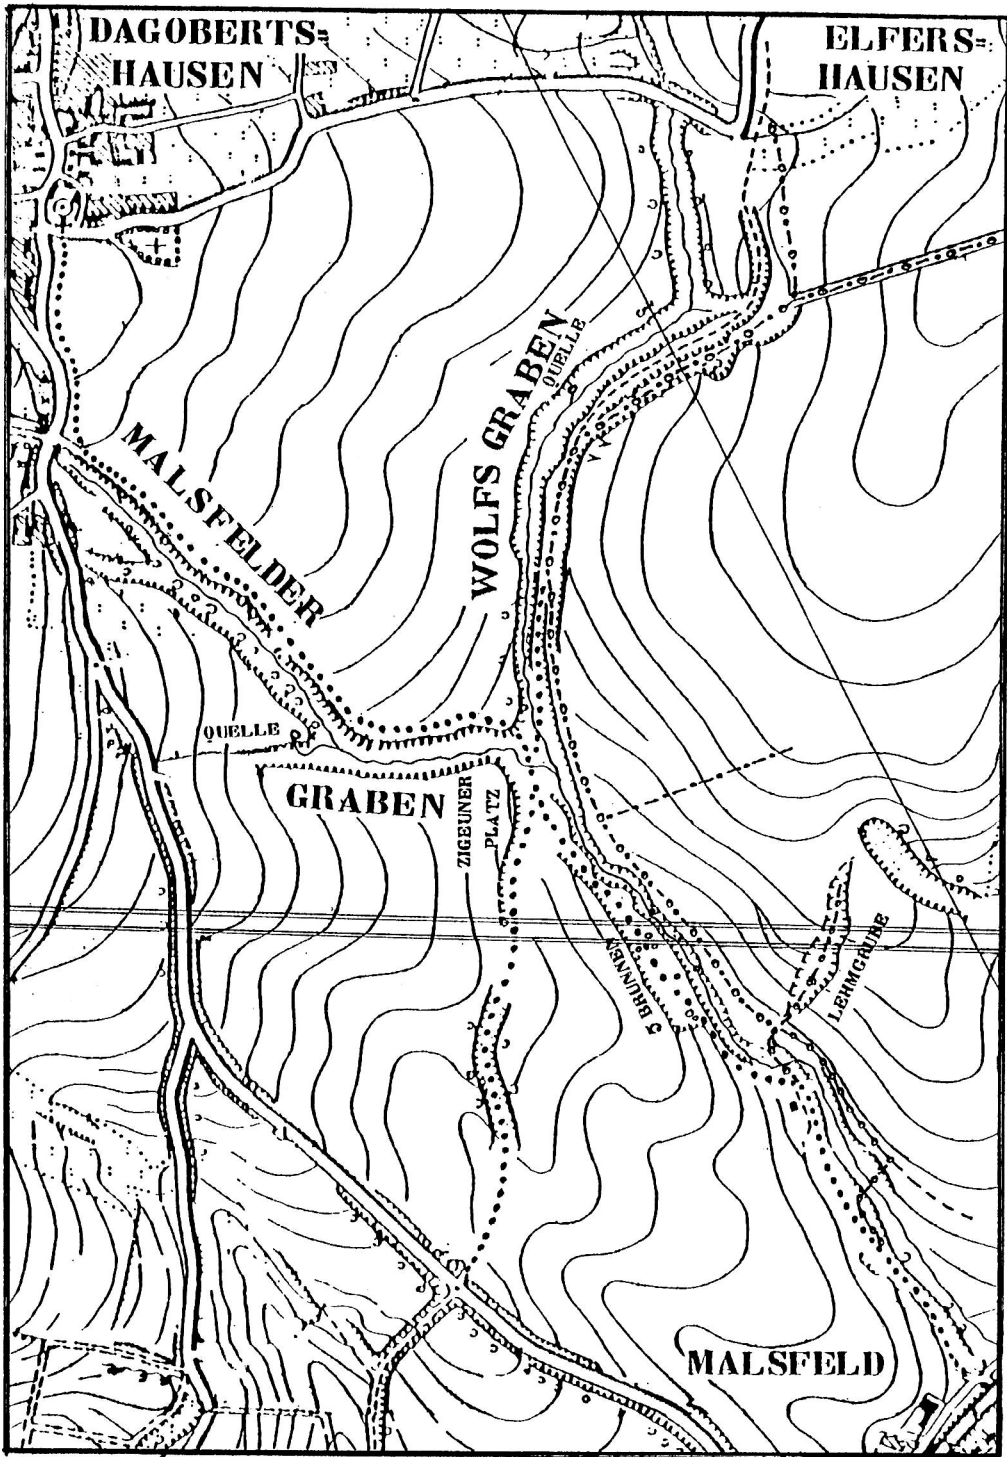 DAGOBERTS=
HAUSEN
ELFERS=
HAUSEN
WOLFS GRABEN
QUELLE
MALSFELDER
GRABEN
QUELLE
ZIGEUNER
PLATZ
5 BRUNNEN
LEHMGRUBE
MALSFELD